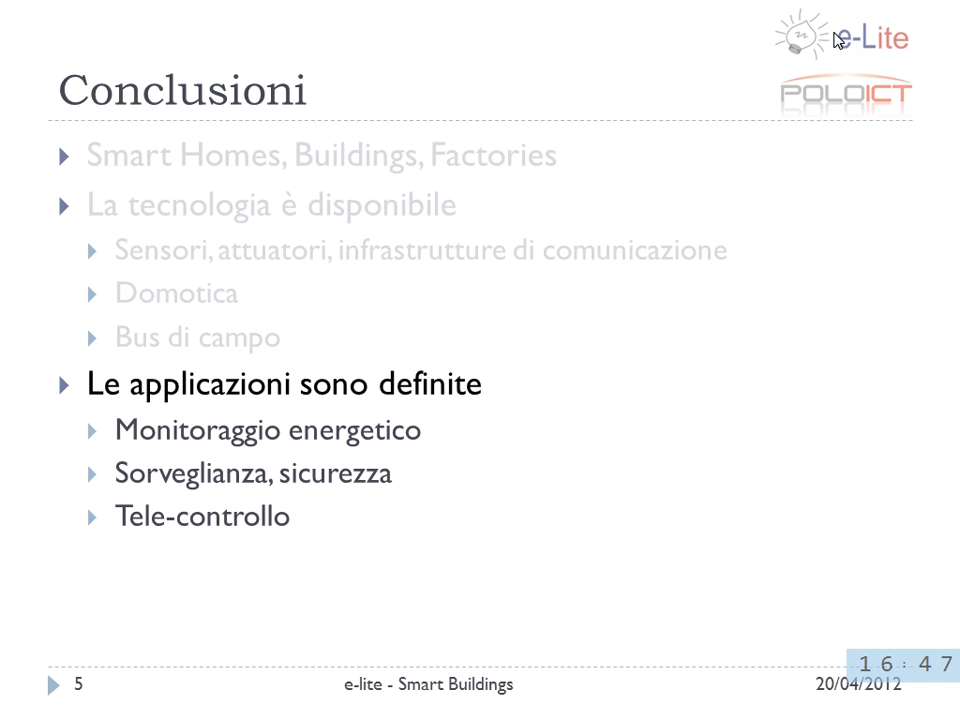 e-Lite
Conclusioni
POLOICT
Smart Homes, Buildings, Factories
La tecnologia è disponibile
Sensori, attuatori, infrastrutture di comunicazione
Domotica
Bus di campo
Le applicazioni sono definite
Monitoraggio energetico
Sorveglianza, sicurezza
Tele-controllo
16:47
5 e-lite - Smart Buildings 20/04/2012